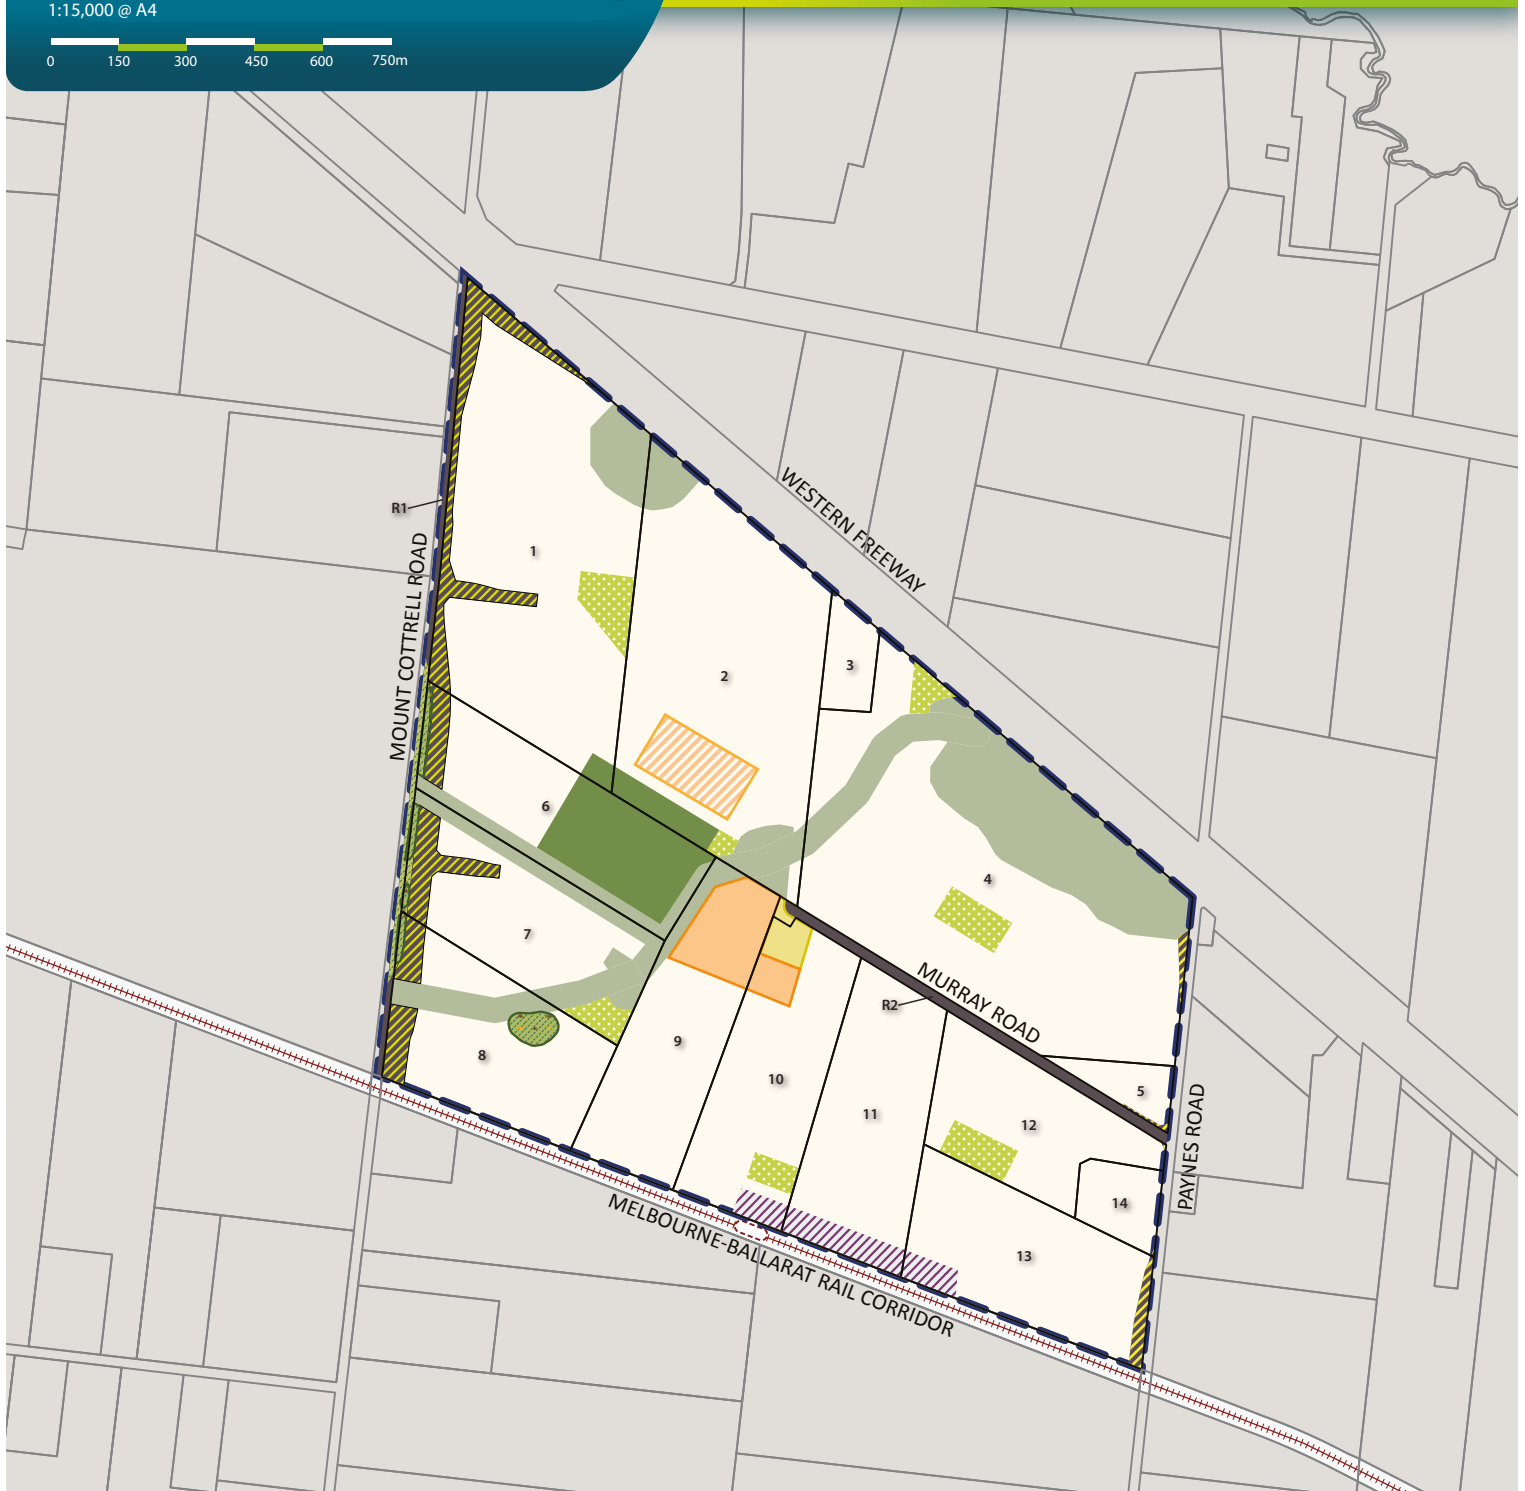 1:15,000 @ A4
0 150 300 450 600 750m
WESTERN FREEWAY
R1
MOUNT COTTRELL ROAD
1
2
3
6
4
7
MURRAY ROAD
R2
8
9
10
11
12
5
PAYNES ROAD
14
13
MELBOURNE-BALLARAT RAIL CORRIDOR